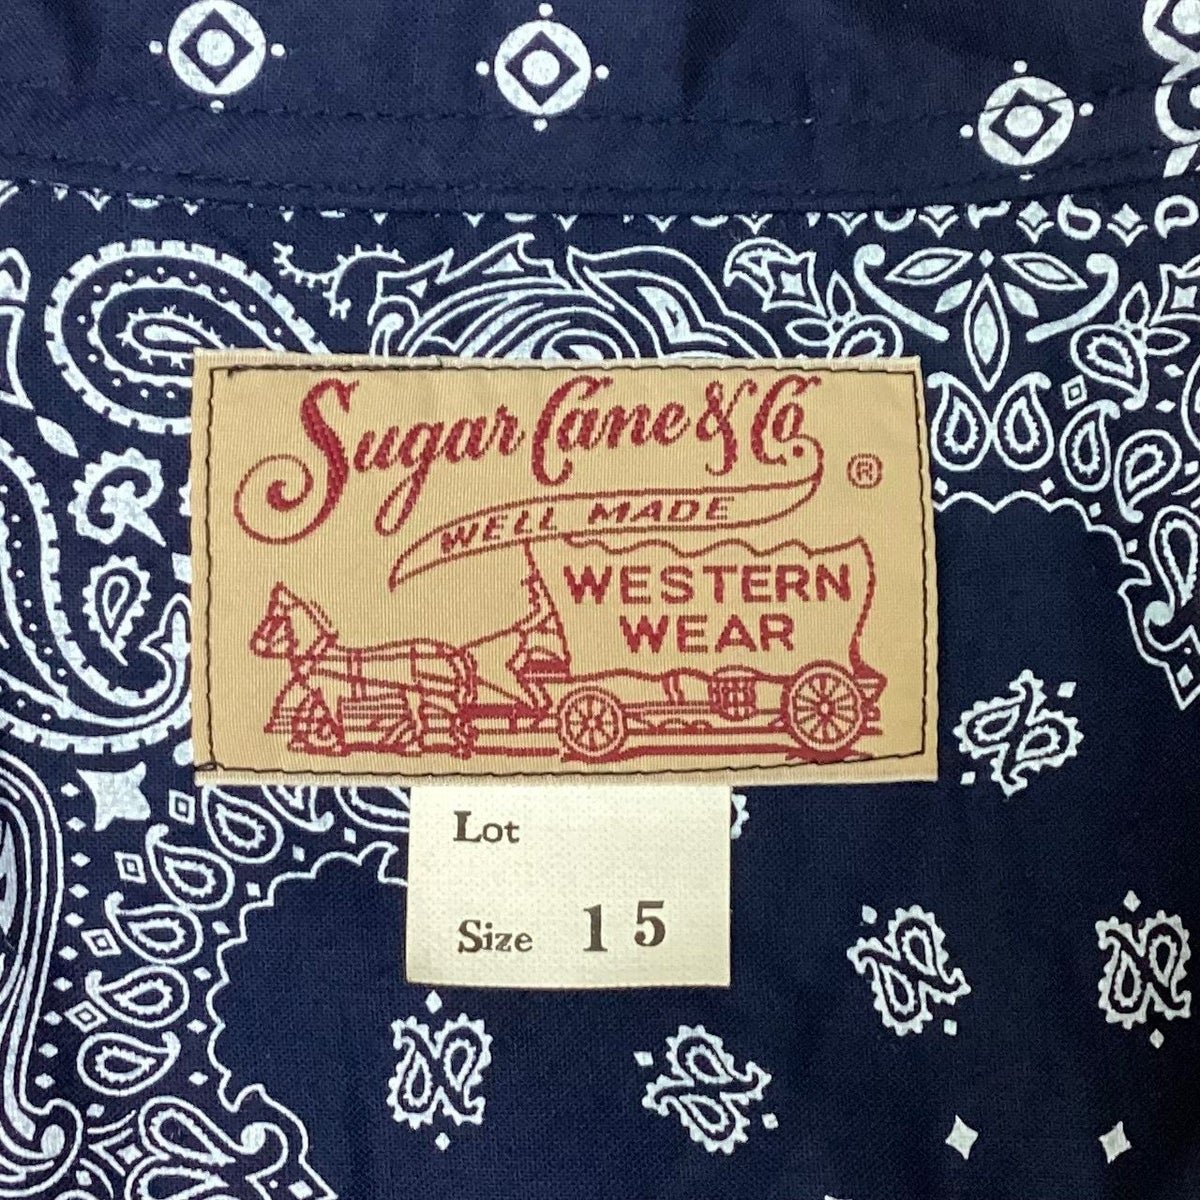 Sugar Cane & Co.
®
WELL MADE
WESTERN
WEAR
Lot
Size 15